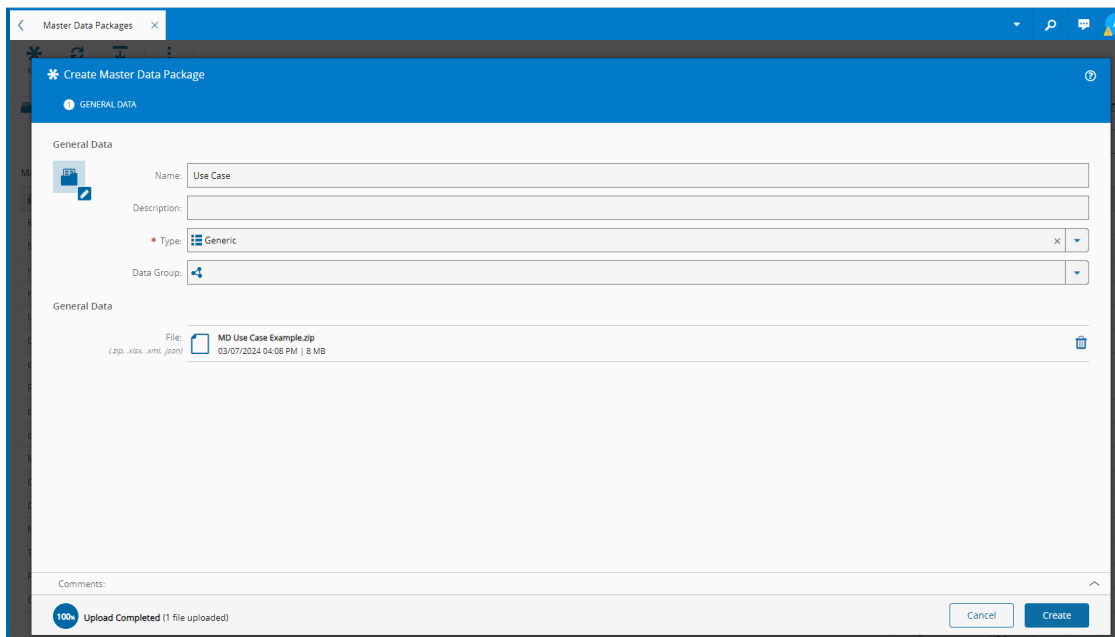 Master Data Packages
Create Master Data Package
1 GENERAL DATA
General Data
Name: Use Case
Description:
* Type: Generic
Data Group:
General Data
File: MD Use Case Example.zip
(.zip, .xlsx, .xml, .json) 03/07/2024 04:08 PM | 8 MB
Comments:
100% Upload Completed (1 file uploaded) Cancel Create